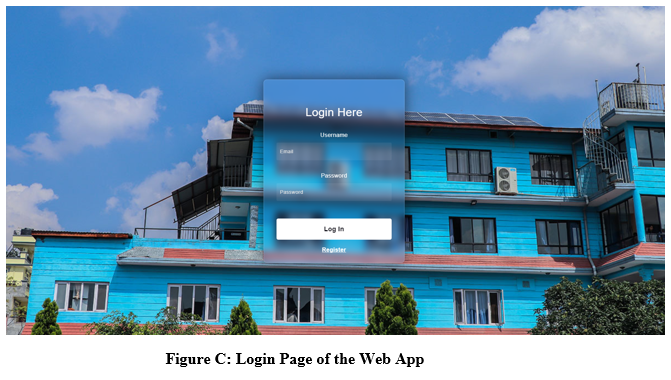 Login Here
Username
Email
Password
Password
Log In
Register
Figure C: Login Page of the Web App